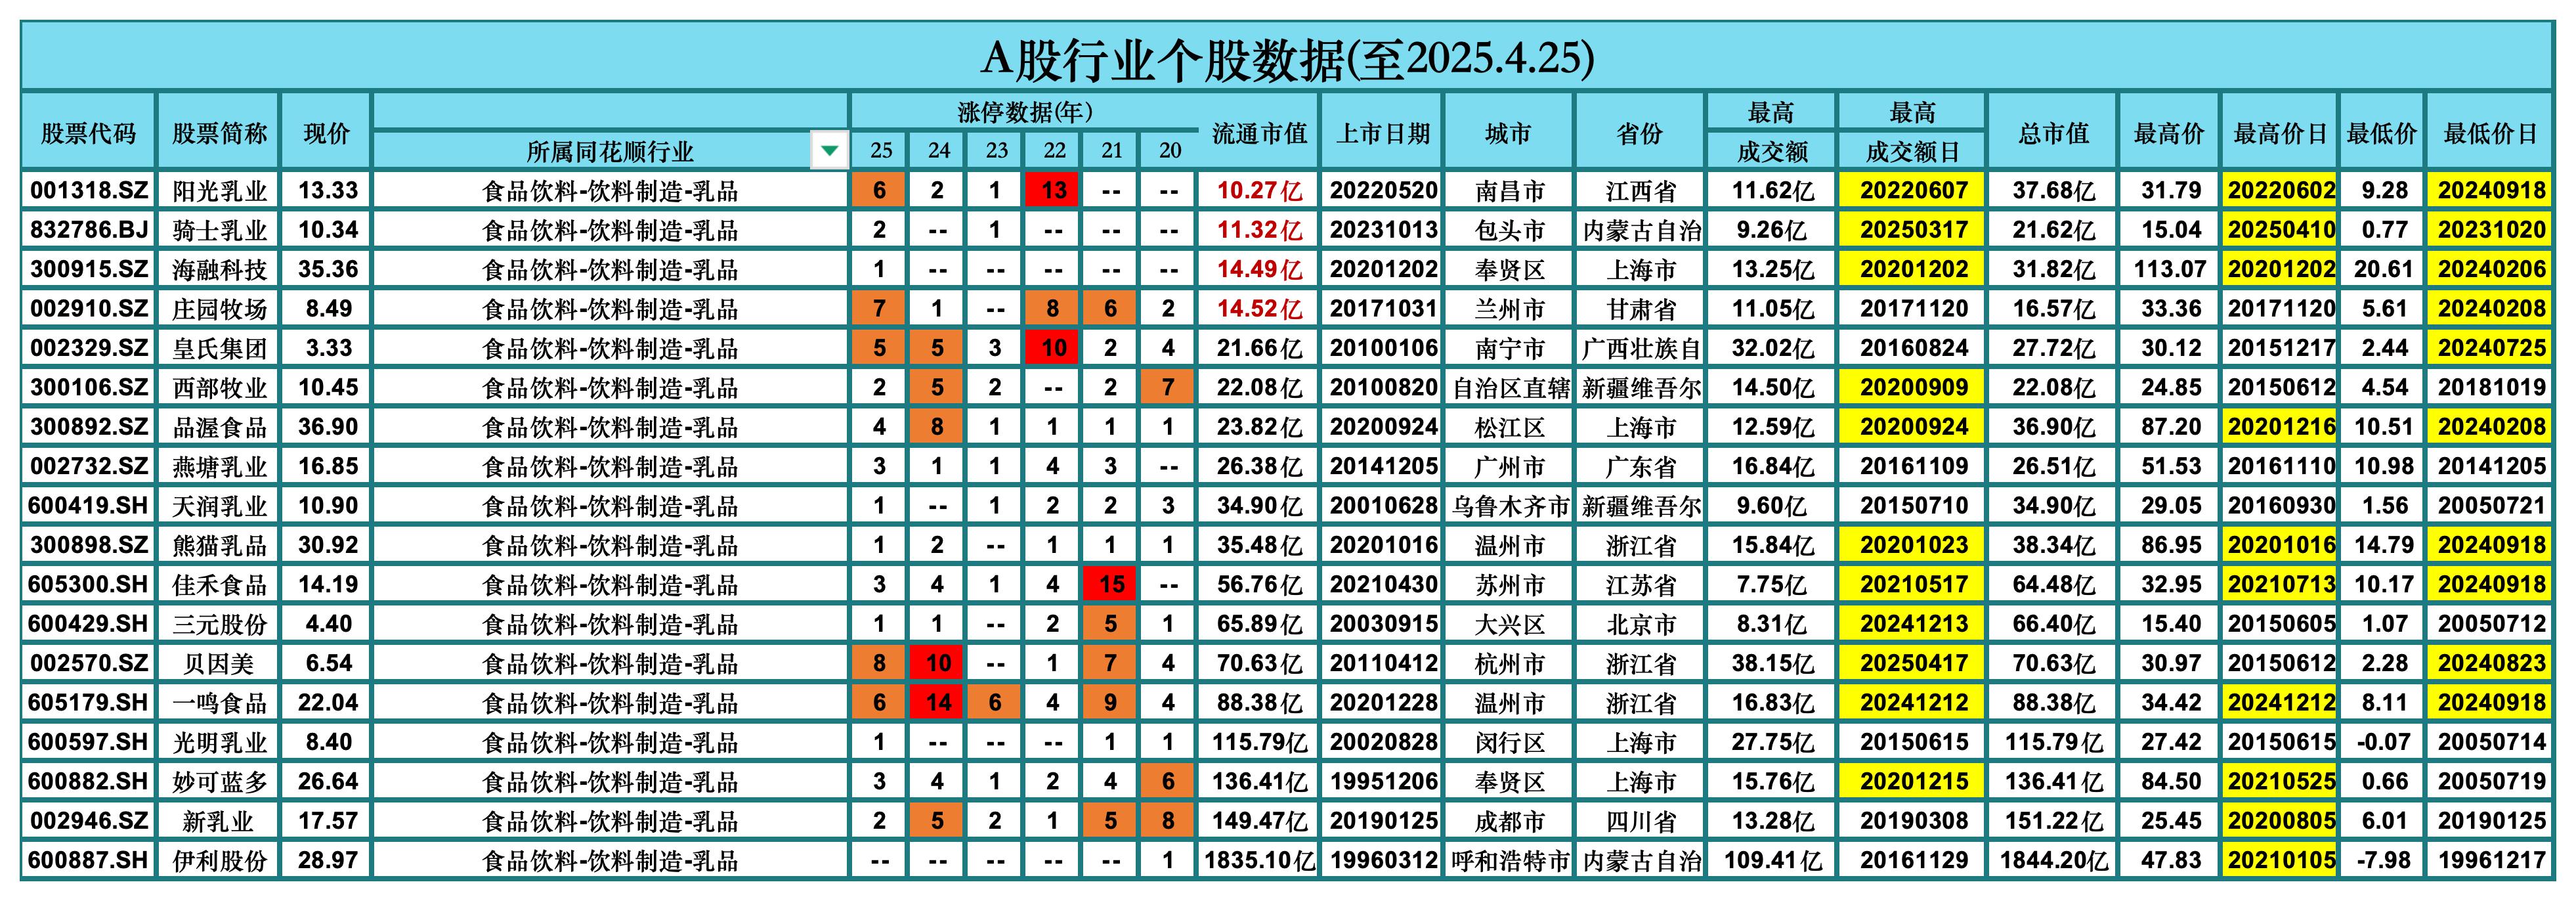 A股行业个股数据(至2025.4.25)
股票代码 股票简称 现价 所属同花顺行业 涨停数据(年) 25 24 23 22 21 20 流通市值 上市日期 城市 省份 最高成交额 最高成交额日 总市值 最高价 最高价日 最低价 最低价日
001318.SZ 阳光乳业 13.33 食品饮料-饮料制造-乳品 6 2 1 13 -- -- 10.27亿 20220520 南昌市 江西省 11.62亿 20220607 37.68亿 31.79 20220602 9.28 20240918
832786.BJ 骑士乳业 10.34 食品饮料-饮料制造-乳品 2 -- 1 -- -- -- 11.32亿 20231013 包头市 内蒙古自治 9.26亿 20250317 21.62亿 15.04 20250410 0.77 20231020
300915.SZ 海融科技 35.36 食品饮料-饮料制造-乳品 1 -- -- -- -- -- 14.49亿 20201202 奉贤区 上海市 13.25亿 20201202 31.82亿 113.07 20201202 20.61 20240206
002910.SZ 庄园牧场 8.49 食品饮料-饮料制造-乳品 7 1 -- 8 6 2 14.52亿 20171031 兰州市 甘肃省 11.05亿 20171120 16.57亿 33.36 20171120 5.61 20240208
002329.SZ 皇氏集团 3.33 食品饮料-饮料制造-乳品 5 5 3 10 2 4 21.66亿 20100106 南宁市 广西壮族自 32.02亿 20160824 27.72亿 30.12 20151217 2.44 20240725
300106.SZ 西部牧业 10.45 食品饮料-饮料制造-乳品 2 5 2 -- 2 7 22.08亿 20100820 自治区直辖 新疆维吾尔 14.50亿 20200909 22.08亿 24.85 20150612 4.54 20181019
300892.SZ 品渥食品 36.90 食品饮料-饮料制造-乳品 4 8 1 1 1 1 23.82亿 20200924 松江区 上海市 12.59亿 20200924 36.90亿 87.20 20201216 10.51 20240208
002732.SZ 燕塘乳业 16.85 食品饮料-饮料制造-乳品 3 1 1 4 3 -- 26.38亿 20141205 广州市 广东省 16.84亿 20161109 26.51亿 51.53 20161110 10.98 20141205
600419.SH 天润乳业 10.90 食品饮料-饮料制造-乳品 1 -- 1 2 2 3 34.90亿 20010628 乌鲁木齐市 新疆维吾尔 9.60亿 20150710 34.90亿 29.05 20160930 1.56 20050721
300898.SZ 熊猫乳品 30.92 食品饮料-饮料制造-乳品 1 2 -- 1 1 1 35.48亿 20201016 温州市 浙江省 15.84亿 20201023 38.34亿 86.95 20201016 14.79 20240918
605300.SH 佳禾食品 14.19 食品饮料-饮料制造-乳品 3 4 1 4 15 -- 56.76亿 20210430 苏州市 江苏省 7.75亿 20210517 64.48亿 32.95 20210713 10.17 20240918
600429.SH 三元股份 4.40 食品饮料-饮料制造-乳品 1 1 -- 2 5 1 65.89亿 20030915 大兴区 北京市 8.31亿 20241213 66.40亿 15.40 20150605 1.07 20050712
002570.SZ 贝因美 6.54 食品饮料-饮料制造-乳品 8 10 -- 1 7 4 70.63亿 20110412 杭州市 浙江省 38.15亿 20250417 70.63亿 30.97 20150612 2.28 20240823
605179.SH 一鸣食品 22.04 食品饮料-饮料制造-乳品 6 14 6 4 9 4 88.38亿 20201228 温州市 浙江省 16.83亿 20241212 88.38亿 34.42 20241212 8.11 20240918
600597.SH 光明乳业 8.40 食品饮料-饮料制造-乳品 1 -- -- -- 1 1 115.79亿 20020828 闵行区 上海市 27.75亿 20150615 115.79亿 27.42 20150615 -0.07 20050714
600882.SH 妙可蓝多 26.64 食品饮料-饮料制造-乳品 3 4 1 2 4 6 136.41亿 19951206 奉贤区 上海市 15.76亿 20201215 136.41亿 84.50 20210525 0.66 20050719
002946.SZ 新乳业 17.57 食品饮料-饮料制造-乳品 2 5 2 1 5 8 149.47亿 20190125 成都市 四川省 13.28亿 20190308 151.22亿 25.45 20200805 6.01 20190125
600887.SH 伊利股份 28.97 食品饮料-饮料制造-乳品 -- -- -- -- -- 1 1835.10亿 19960312 呼和浩特市 内蒙古自治 109.41亿 20161129 1844.20亿 47.83 20210105 -7.98 19961217